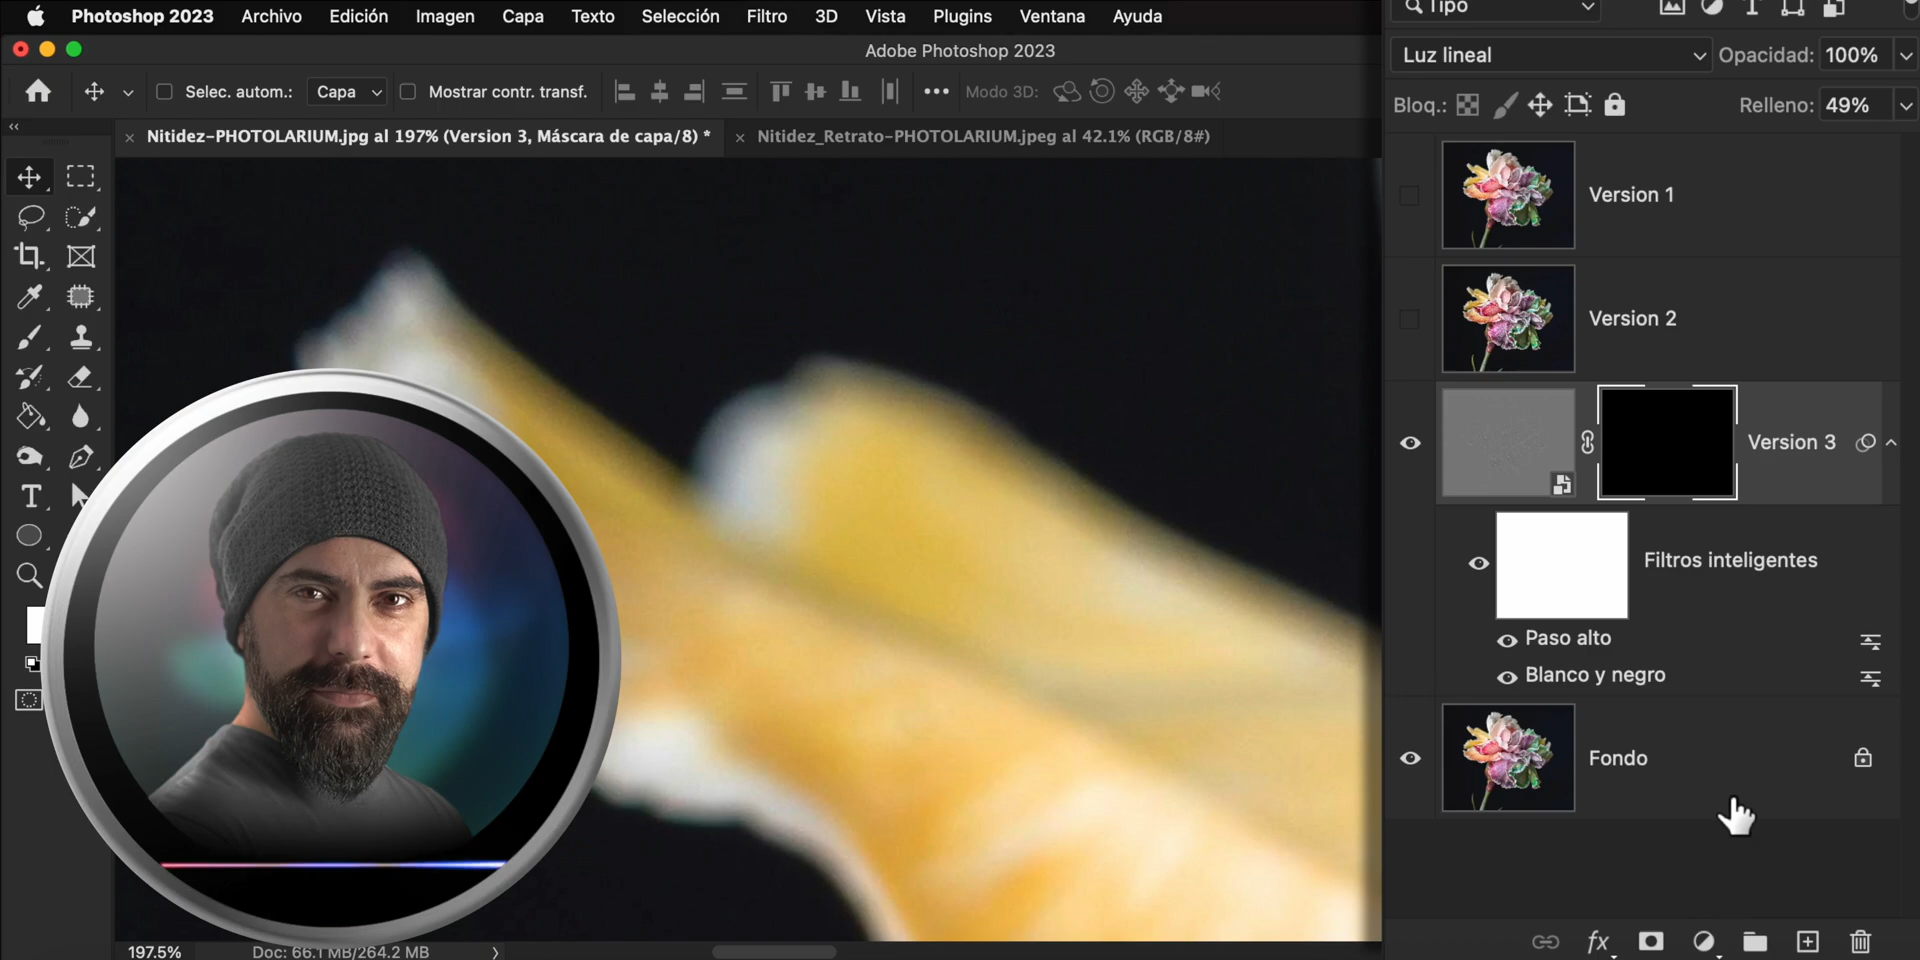 Photoshop 2023 Archivo Edición Imagen Capa Texto Selección Filtro 3D Vista Plugins Ventana Ayuda
Adobe Photoshop 2023
Selec. autom.: Capa Mostrar contr. transf. Modo 3D:
Nitidez-PHOTOLARIUM.jpg al 197% (Version 3, Máscara de capa/8) * Nitidez_Retrato-PHOTOLARIUM.jpeg al 42.1% (RGB/8#)
Tipo
Luz lineal Opacidad: 100%
Bloq.: Relleno: 49%
Version 1
Version 2
Version 3
Filtros inteligentes
Paso alto
Blanco y negro
Fondo
fx
197.5% Doc: 66.1 MB/264.2 MB